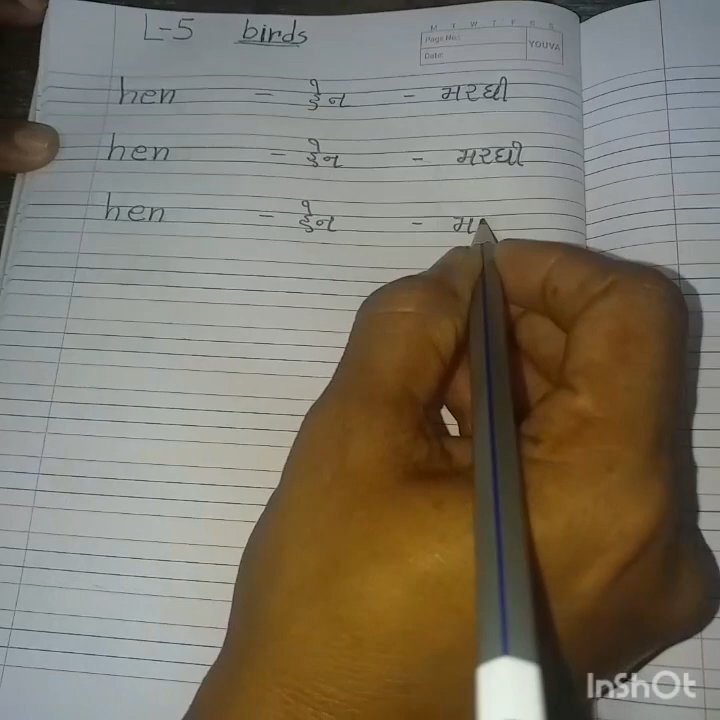 L-5 birds
M T W T F S S
Page No.:
Date:
YOUVA
hen - હેન - મરઘી
hen - હેન - મરઘી
hen - હેન - મ
InShOt